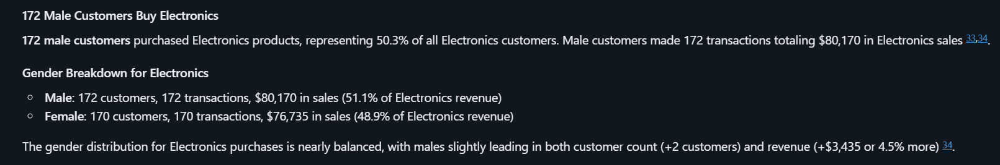 172 Male Customers Buy Electronics
172 male customers purchased Electronics products, representing 50.3% of all Electronics customers. Male customers made 172 transactions totaling $80,170 in Electronics sales 33,34.
Gender Breakdown for Electronics
Male: 172 customers, 172 transactions, $80,170 in sales (51.1% of Electronics revenue)
Female: 170 customers, 170 transactions, $76,735 in sales (48.9% of Electronics revenue)
The gender distribution for Electronics purchases is nearly balanced, with males slightly leading in both customer count (+2 customers) and revenue (+$3,435 or 4.5% more) 34.